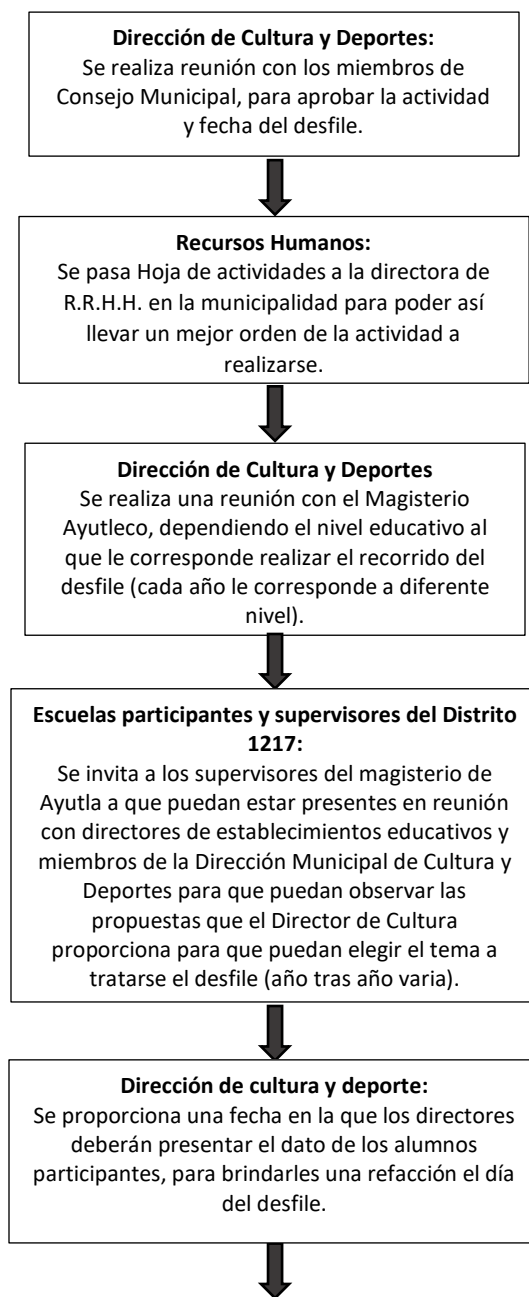 Dirección de Cultura y Deportes:
Se realiza reunión con los miembros de
Consejo Municipal, para aprobar la actividad
y fecha del desfile.
Recursos Humanos:
Se pasa Hoja de actividades a la directora de
R.R.H.H. en la municipalidad para poder así
llevar un mejor orden de la actividad a
realizarse.
Dirección de Cultura y Deportes
Se realiza una reunión con el Magisterio
Ayutleco, dependiendo el nivel educativo al
que le corresponde realizar el recorrido del
desfile (cada año le corresponde a diferente
nivel).
Escuelas participantes y supervisores del Distrito
1217:
Se invita a los supervisores del magisterio de
Ayutla a que puedan estar presentes en reunión
con directores de establecimientos educativos y
miembros de la Dirección Municipal de Cultura y
Deportes para que puedan observar las
propuestas que el Director de Cultura
proporciona para que puedan elegir el tema a
tratarse el desfile (año tras año varia).
Dirección de cultura y deporte:
Se proporciona una fecha en la que los directores
deberán presentar el dato de los alumnos
participantes, para brindarles una refacción el día
del desfile.